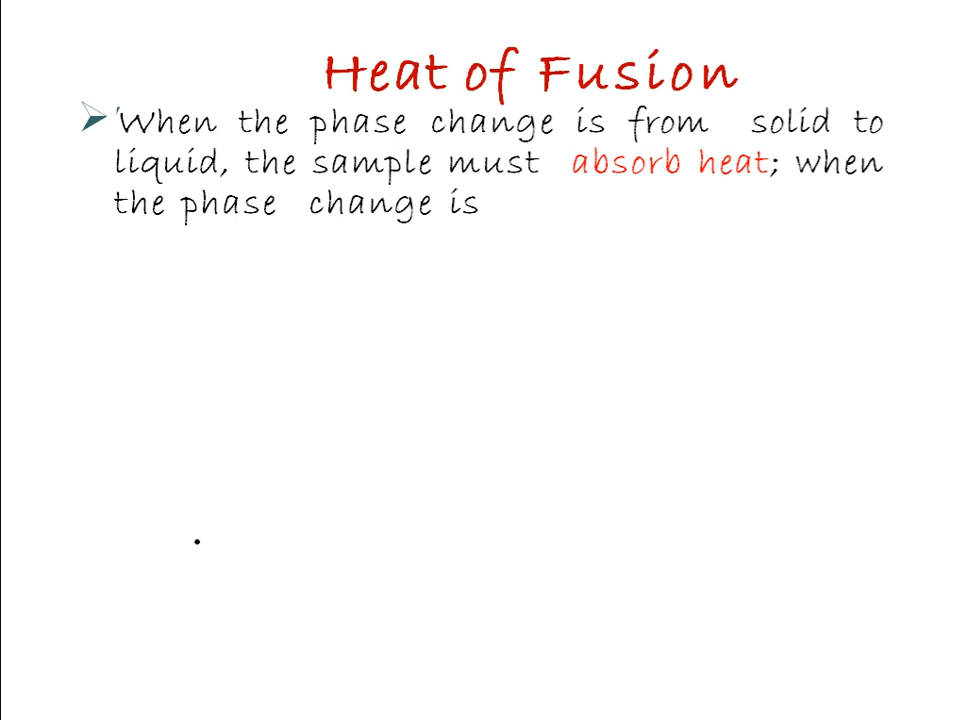 Heat of Fusion
'When the phase change is from solid to
liquid, the sample must absorb heat; when
the phase change is
.